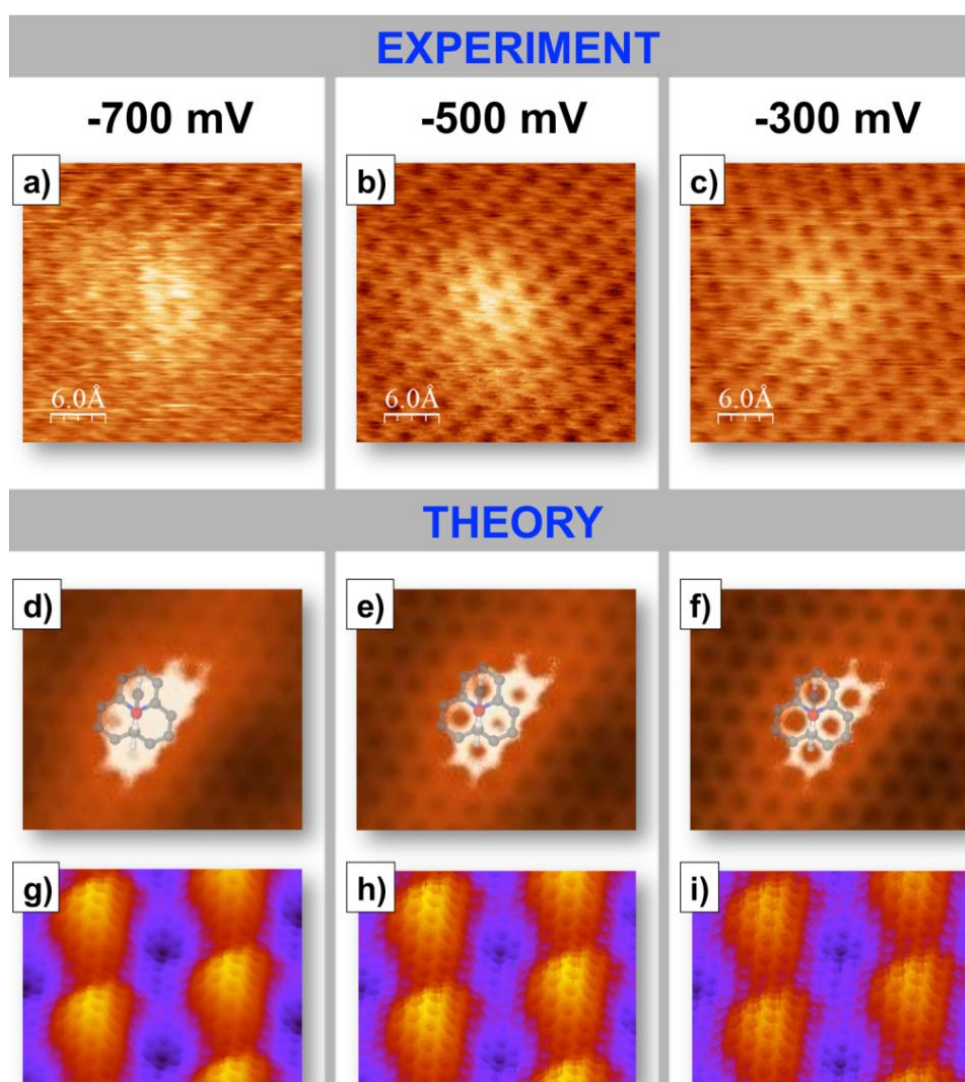 EXPERIMENT
-700 mV
-500 mV
-300 mV
a)
b)
c)
6.0Å
6.0Å
6.0Å
THEORY
d)
e)
f)
g)
h)
i)